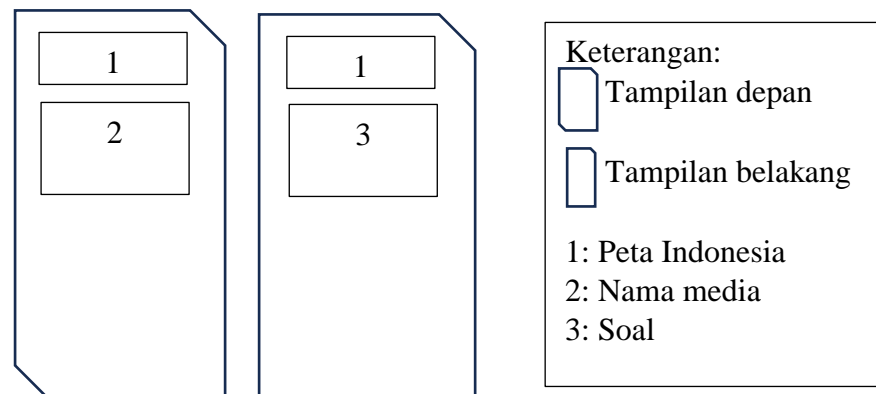 1
2
1
3
Keterangan:
Tampilan depan
Tampilan belakang
1: Peta Indonesia
2: Nama media
3: Soal